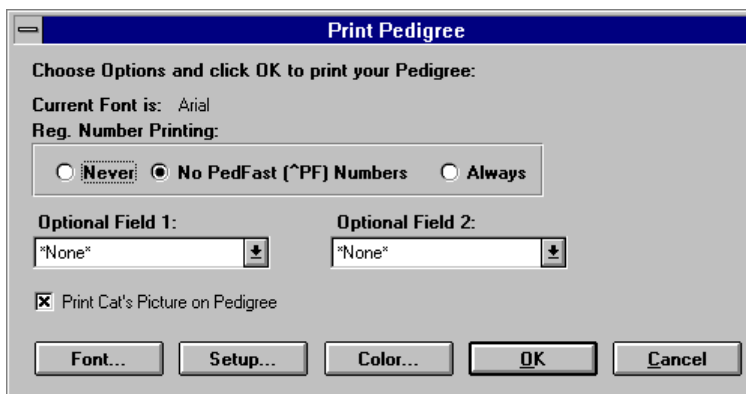 Print Pedigree
Choose Options and click OK to print your Pedigree:
Current Font is: Arial
Reg. Number Printing:
Never No PedFast (^PF) Numbers Always
Optional Field 1: Optional Field 2:
*None* *None*
Print Cat's Picture on Pedigree
Font... Setup... Color... OK Cancel